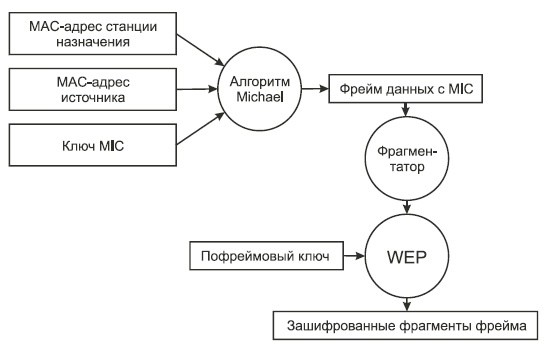 MAC-адрес станции
назначения
MAC-адрес
источника
Ключ MIC
Алгоритм
Michael
Фрейм данных с MIC
Фрагмен-
татор
WEP
Пофреймовый ключ
Зашифрованные фрагменты фрейма